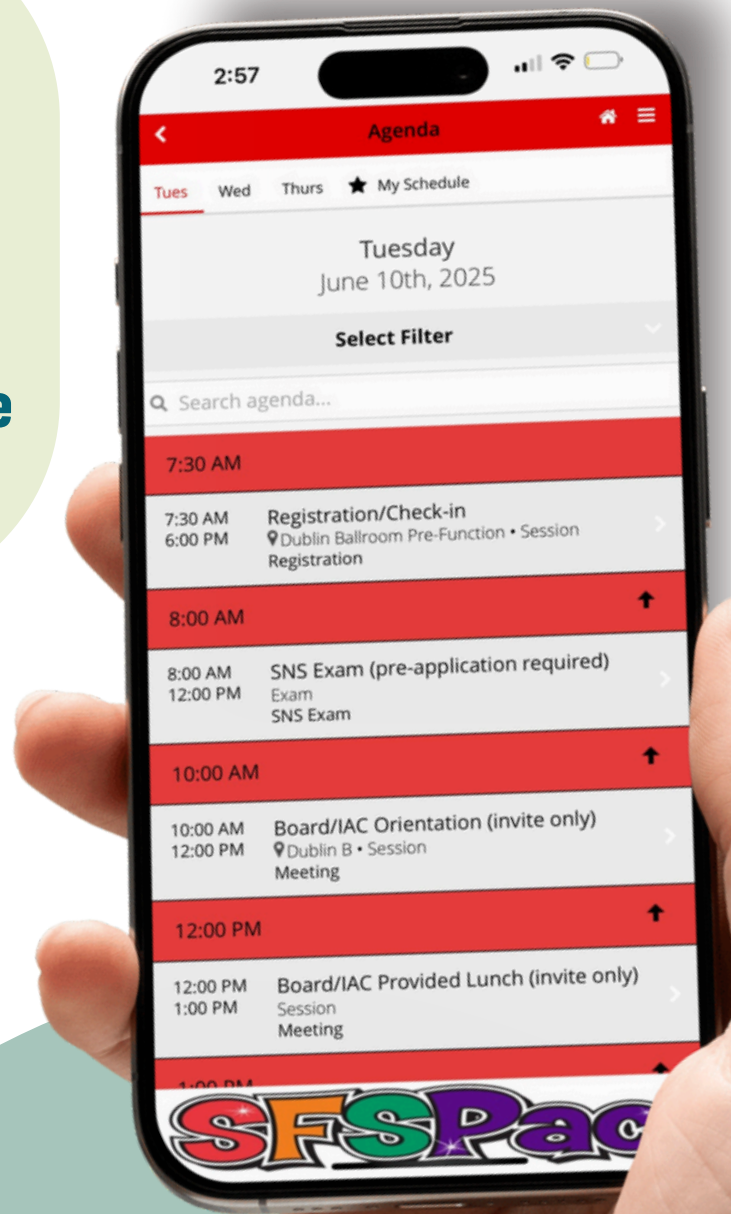 e
2:57
Agenda
Tues Wed Thurs ★ My Schedule
Tuesday
June 10th, 2025
Select Filter
Search agenda...
7:30 AM
7:30 AM Registration/Check-in
6:00 PM Dublin Ballroom Pre-Function • Session
Registration
8:00 AM
8:00 AM SNS Exam (pre-application required)
12:00 PM Exam
SNS Exam
10:00 AM
10:00 AM Board/IAC Orientation (invite only)
12:00 PM Dublin B • Session
Meeting
12:00 PM
12:00 PM Board/IAC Provided Lunch (invite only)
1:00 PM Session
Meeting
1:00 PM
SFSPac